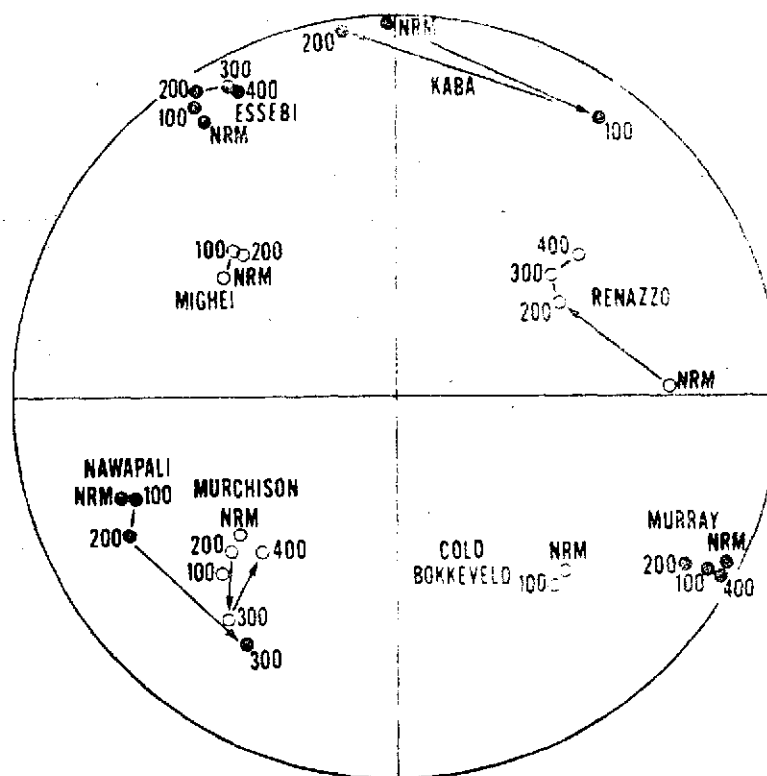 200 NRM
KABA
100
300
200 400
100 ESSEBI
NRM
100 200
NRM
MIGHEI
400
300
RENAZZO
200
NRM
NAWAPALI
NRM 100
200
300
MURCHISON
NRM
200 400
100
300
COLD
BOKKEVELD
NRM
100
MURRAY
NRM
200
100
400